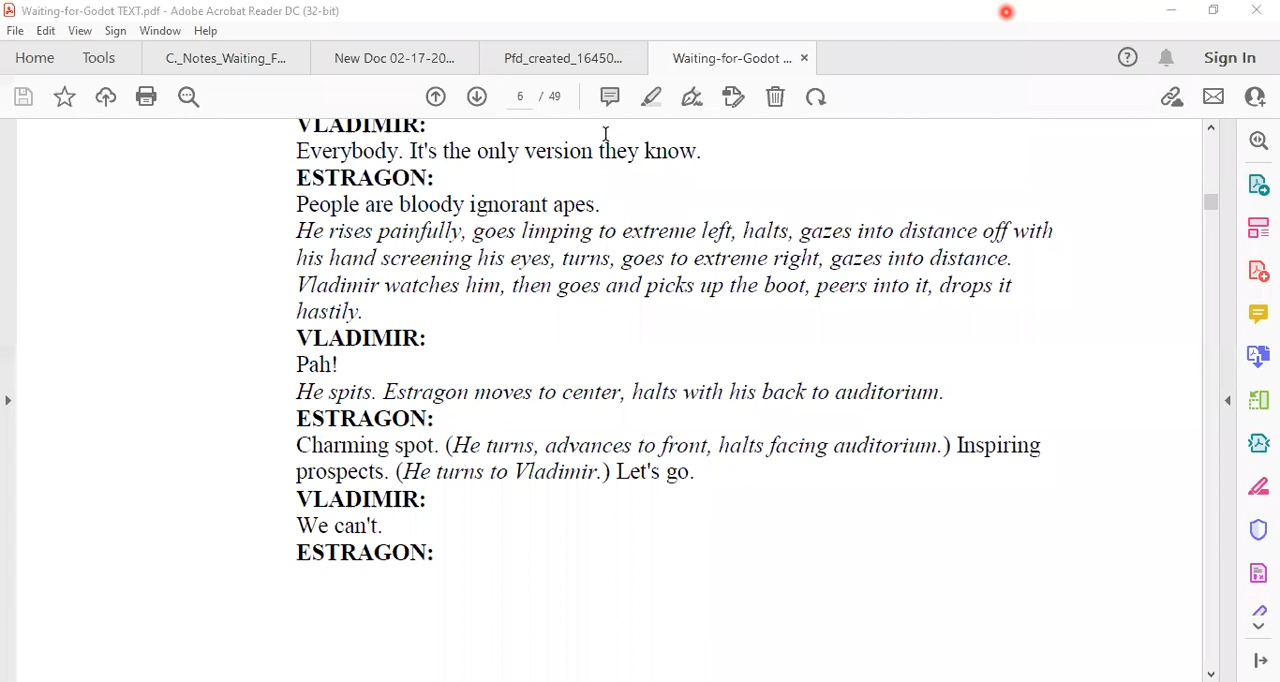 Waiting-for-Godot TEXT.pdf - Adobe Acrobat Reader DC (32-bit)
File Edit View Sign Window Help
Home Tools C._Notes_Waiting_F... New Doc 02-17-20... Pfd_created_16450... Waiting-for-Godot ... × Sign In
6 / 49
VLADIMIR:
Everybody. It's the only version they know.
ESTRAGON:
People are bloody ignorant apes.
He rises painfully, goes limping to extreme left, halts, gazes into distance off with
his hand screening his eyes, turns, goes to extreme right, gazes into distance.
Vladimir watches him, then goes and picks up the boot, peers into it, drops it
hastily.
VLADIMIR:
Pah!
He spits. Estragon moves to center, halts with his back to auditorium.
ESTRAGON:
Charming spot. (He turns, advances to front, halts facing auditorium.) Inspiring
prospects. (He turns to Vladimir.) Let's go.
VLADIMIR:
We can't.
ESTRAGON: